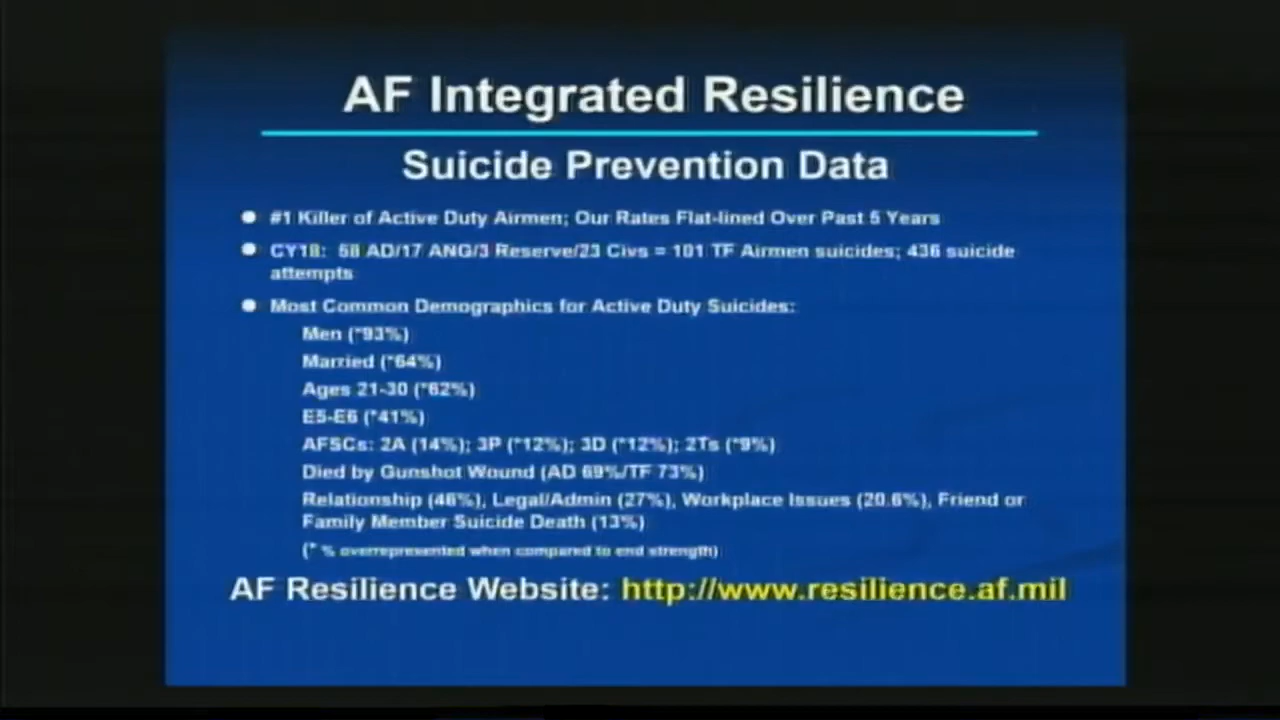 AF Integrated Resilience
Suicide Prevention Data
#1 Killer of Active Duty Airmen; Our Rates Flat-lined Over Past 5 Years
CY18: 58 AD/17 ANG/3 Reserve/23 Civs = 101 TF Airmen suicides; 436 suicide
attempts
Most Common Demographics for Active Duty Suicides:
Men (*93%)
Married (*64%)
Ages 21-30 (*62%)
E5-E6 (*41%)
AFSCs: 2A (14%); 3P (*12%); 3D (*12%); 2Ts (*9%)
Died by Gunshot Wound (AD 69%/TF 73%)
Relationship (46%), Legal/Admin (27%), Workplace Issues (20.6%), Friend or
Family Member Suicide Death (13%)
(* % overrepresented when compared to end strength)
AF Resilience Website: http://www.resilience.af.mil